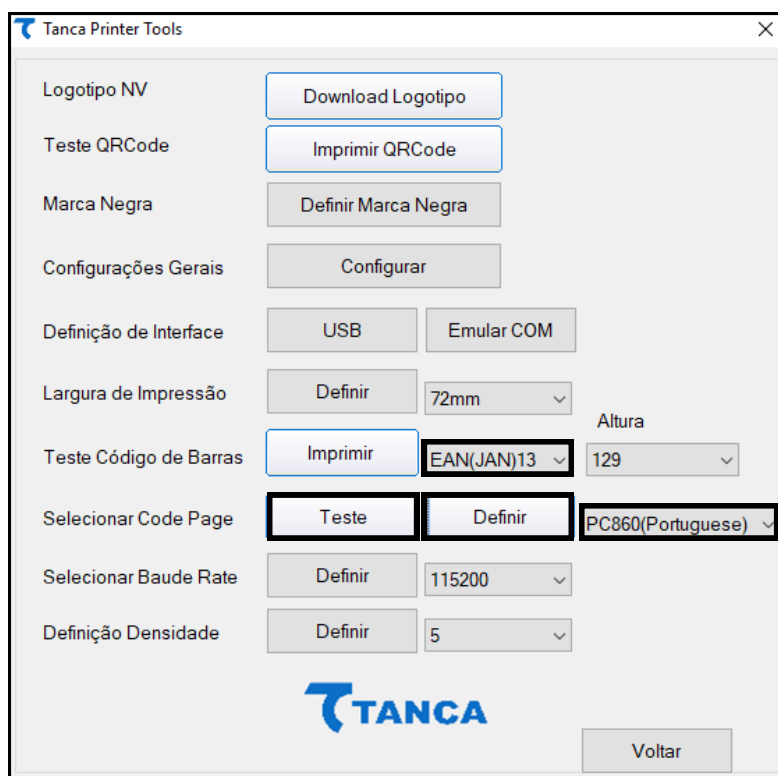 Tanca Printer Tools
Logotipo NV Download Logotipo
Teste QRCode Imprimir QRCode
Marca Negra Definir Marca Negra
Configurações Gerais Configurar
Definição de Interface USB Emular COM
Largura de Impressão Definir 72mm
Altura
Teste Código de Barras Imprimir EAN(JAN)13 129
Selecionar Code Page Teste Definir PC860(Portuguese)
Selecionar Baude Rate Definir 115200
Definição Densidade Definir 5
TANCA
Voltar